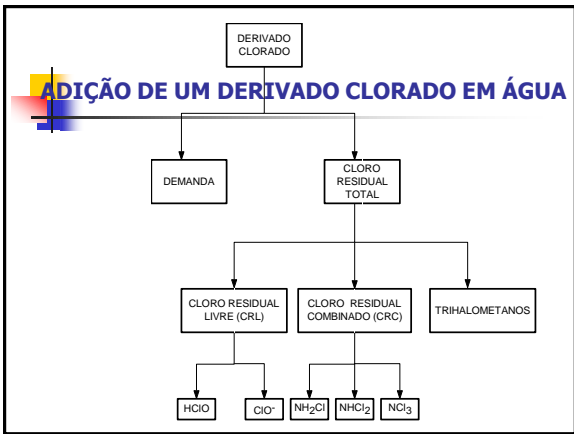 DERIVADO
CLORADO
ADIÇÃO DE UM DERIVADO CLORADO EM ÁGUA
DEMANDA
CLORO
RESIDUAL
TOTAL
CLORO RESIDUAL
LIVRE (CRL)
CLORO RESIDUAL
COMBINADO (CRC)
TRIHALOMETANOS
HClO
ClO⁻
NH₂Cl
NHCl₂
NCl₃